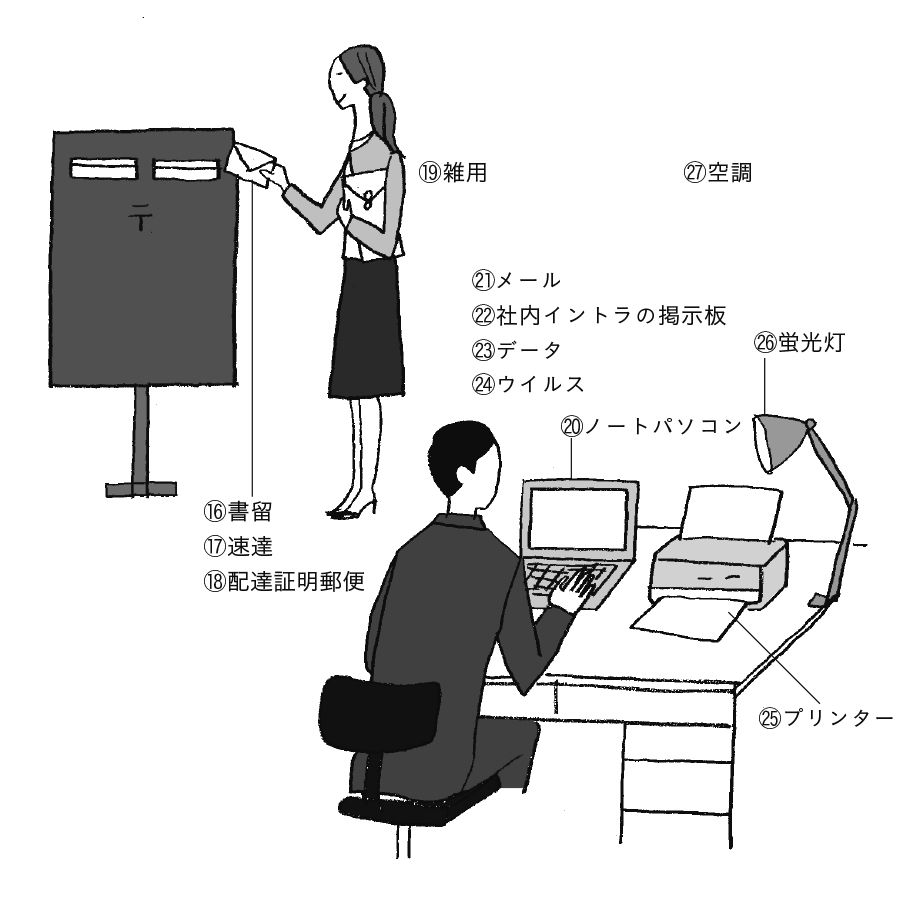 ⑲雑用
㉗空調
㉑メール
㉒社内イントラの掲示板
㉓データ
㉔ウイルス
㉖蛍光灯
⑳ノートパソコン
⑯書留
⑰速達
⑱配達証明郵便
㉕プリンター
〒